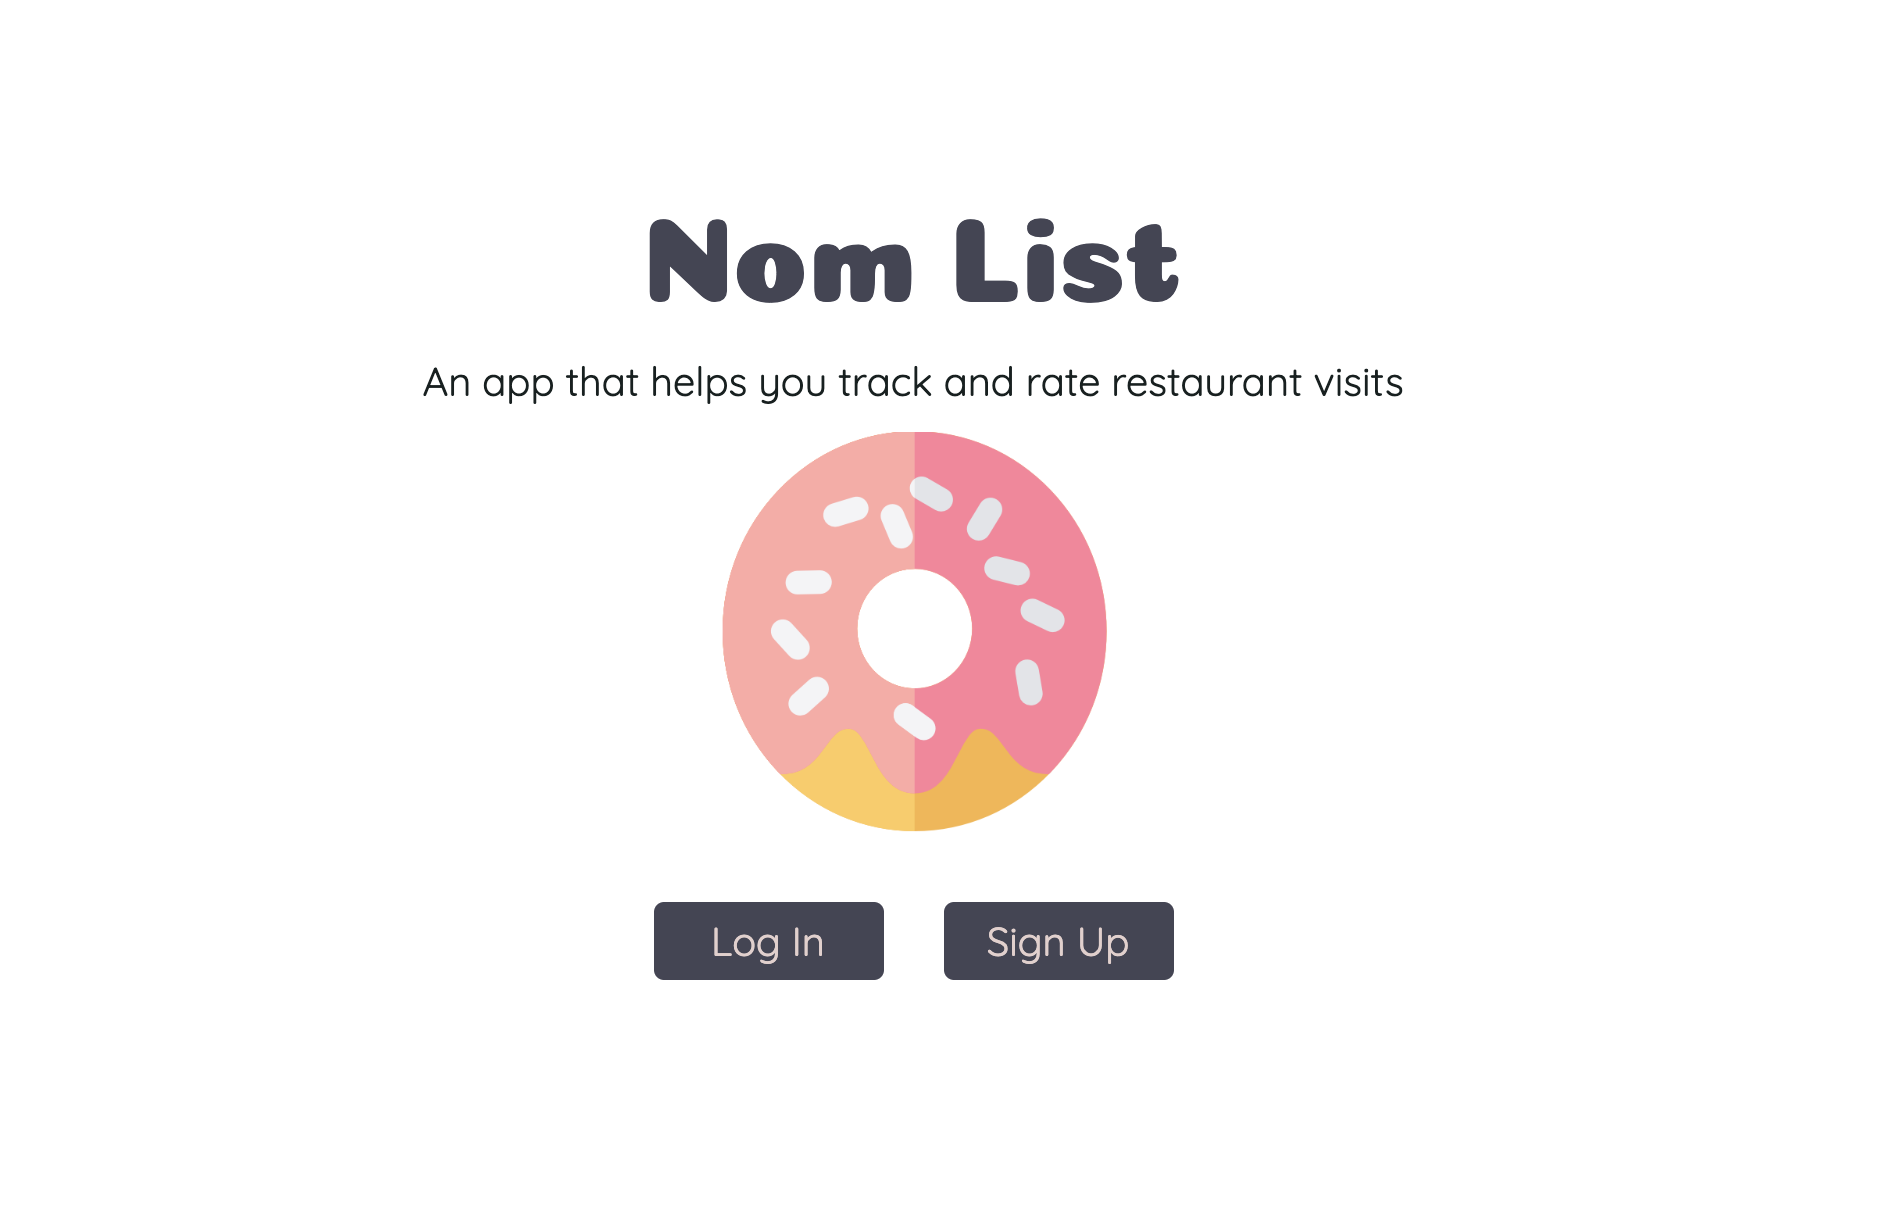 Nom List
An app that helps you track and rate restaurant visits
Log In
Sign Up